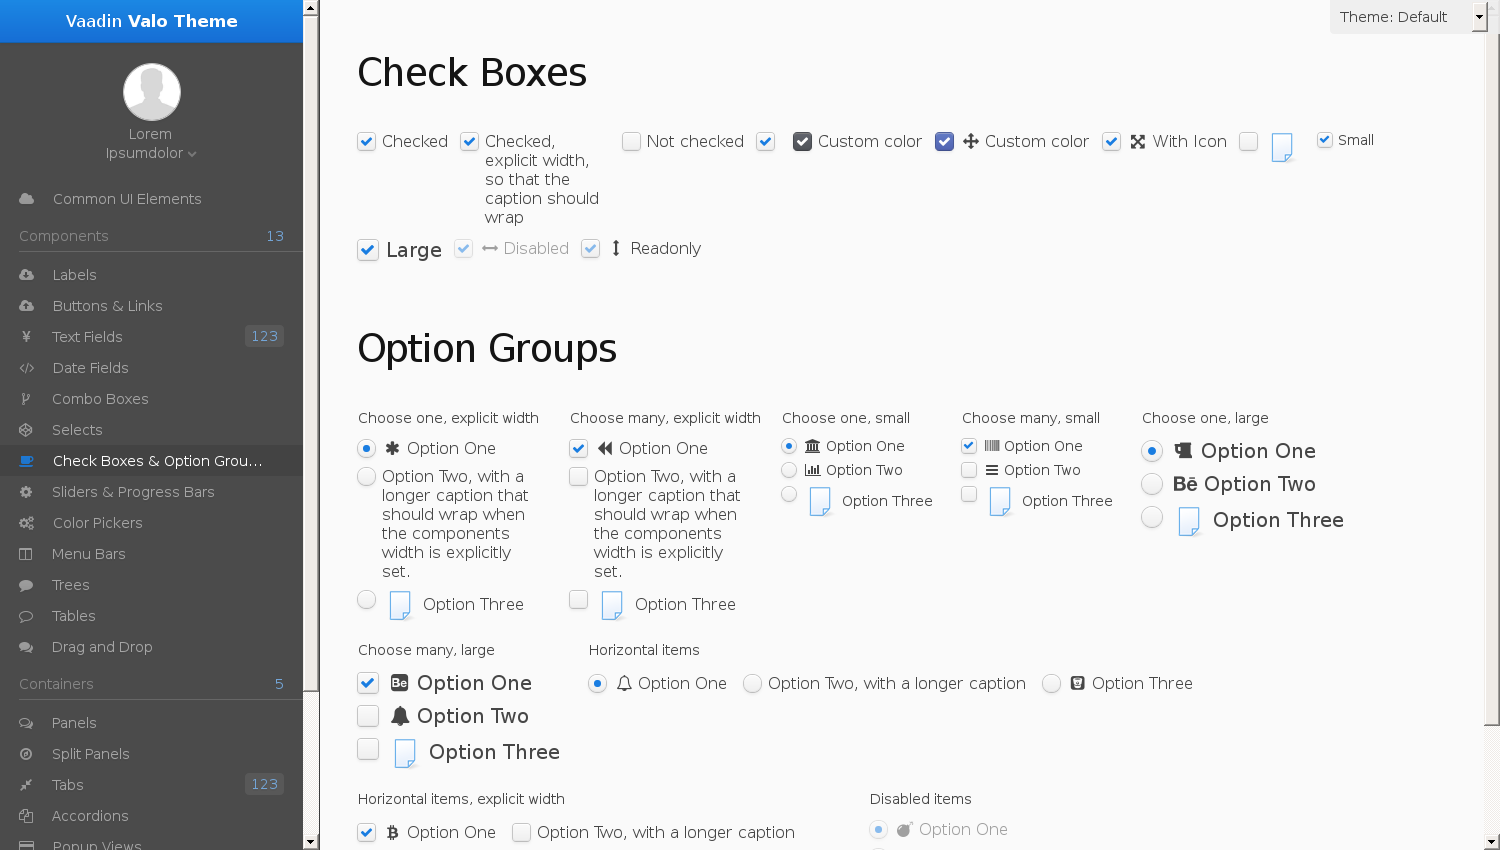 Vaadin Valo Theme
Lorem
Ipsumdolor
Common UI Elements
Components 13
Labels
Buttons & Links
Text Fields 123
Date Fields
Combo Boxes
Selects
Check Boxes & Option Grou...
Sliders & Progress Bars
Color Pickers
Menu Bars
Trees
Tables
Drag and Drop
Containers 5
Panels
Split Panels
Tabs 123
Accordions
Popup Views
Theme: Default
Check Boxes
Checked
Checked,
explicit width,
so that the
caption should
wrap
Not checked
Custom color
Custom color
With Icon
Small
Large
Disabled
Readonly
Option Groups
Choose one, explicit width
Option One
Option Two, with a
longer caption that
should wrap when
the components
width is explicitly
set.
Option Three
Choose many, explicit width
Option One
Option Two, with a
longer caption that
should wrap when
the components
width is explicitly
set.
Option Three
Choose one, small
Option One
Option Two
Option Three
Choose many, small
Option One
Option Two
Option Three
Choose one, large
Option One
Option Two
Option Three
Choose many, large
Option One
Option Two
Option Three
Horizontal items
Option One
Option Two, with a longer caption
Option Three
Horizontal items, explicit width
Option One
Option Two, with a longer caption
Disabled items
Option One